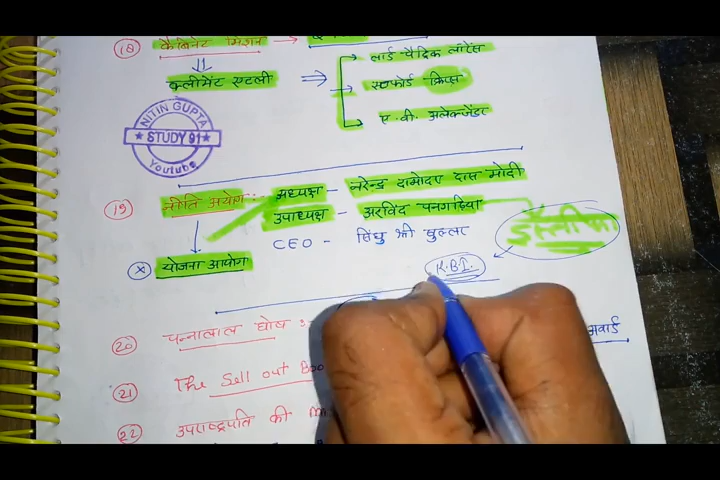 18 कैबिनेट मिशन →
लार्ड पैथिक लॉरेंस
क्लीमेंट एटली ⇒ स्टफोर्ड क्रिप्स
ए. वी. अलेक्जेंडर
NITIN GUPTA
STUDY 91
Youtube
19 नीति आयोग :- अध्यक्ष - नरेन्द्र दामोदर दास मोदी
उपाध्यक्ष - अरविंद पनगढ़िया इस्तीफा
CEO - सिंधु श्री खुल्लर
X योजना आयोग
R.B.I.
20 पन्नालाल घोष : अवार्ड
21 The Sell out
22 उपराष्ट्रपति की